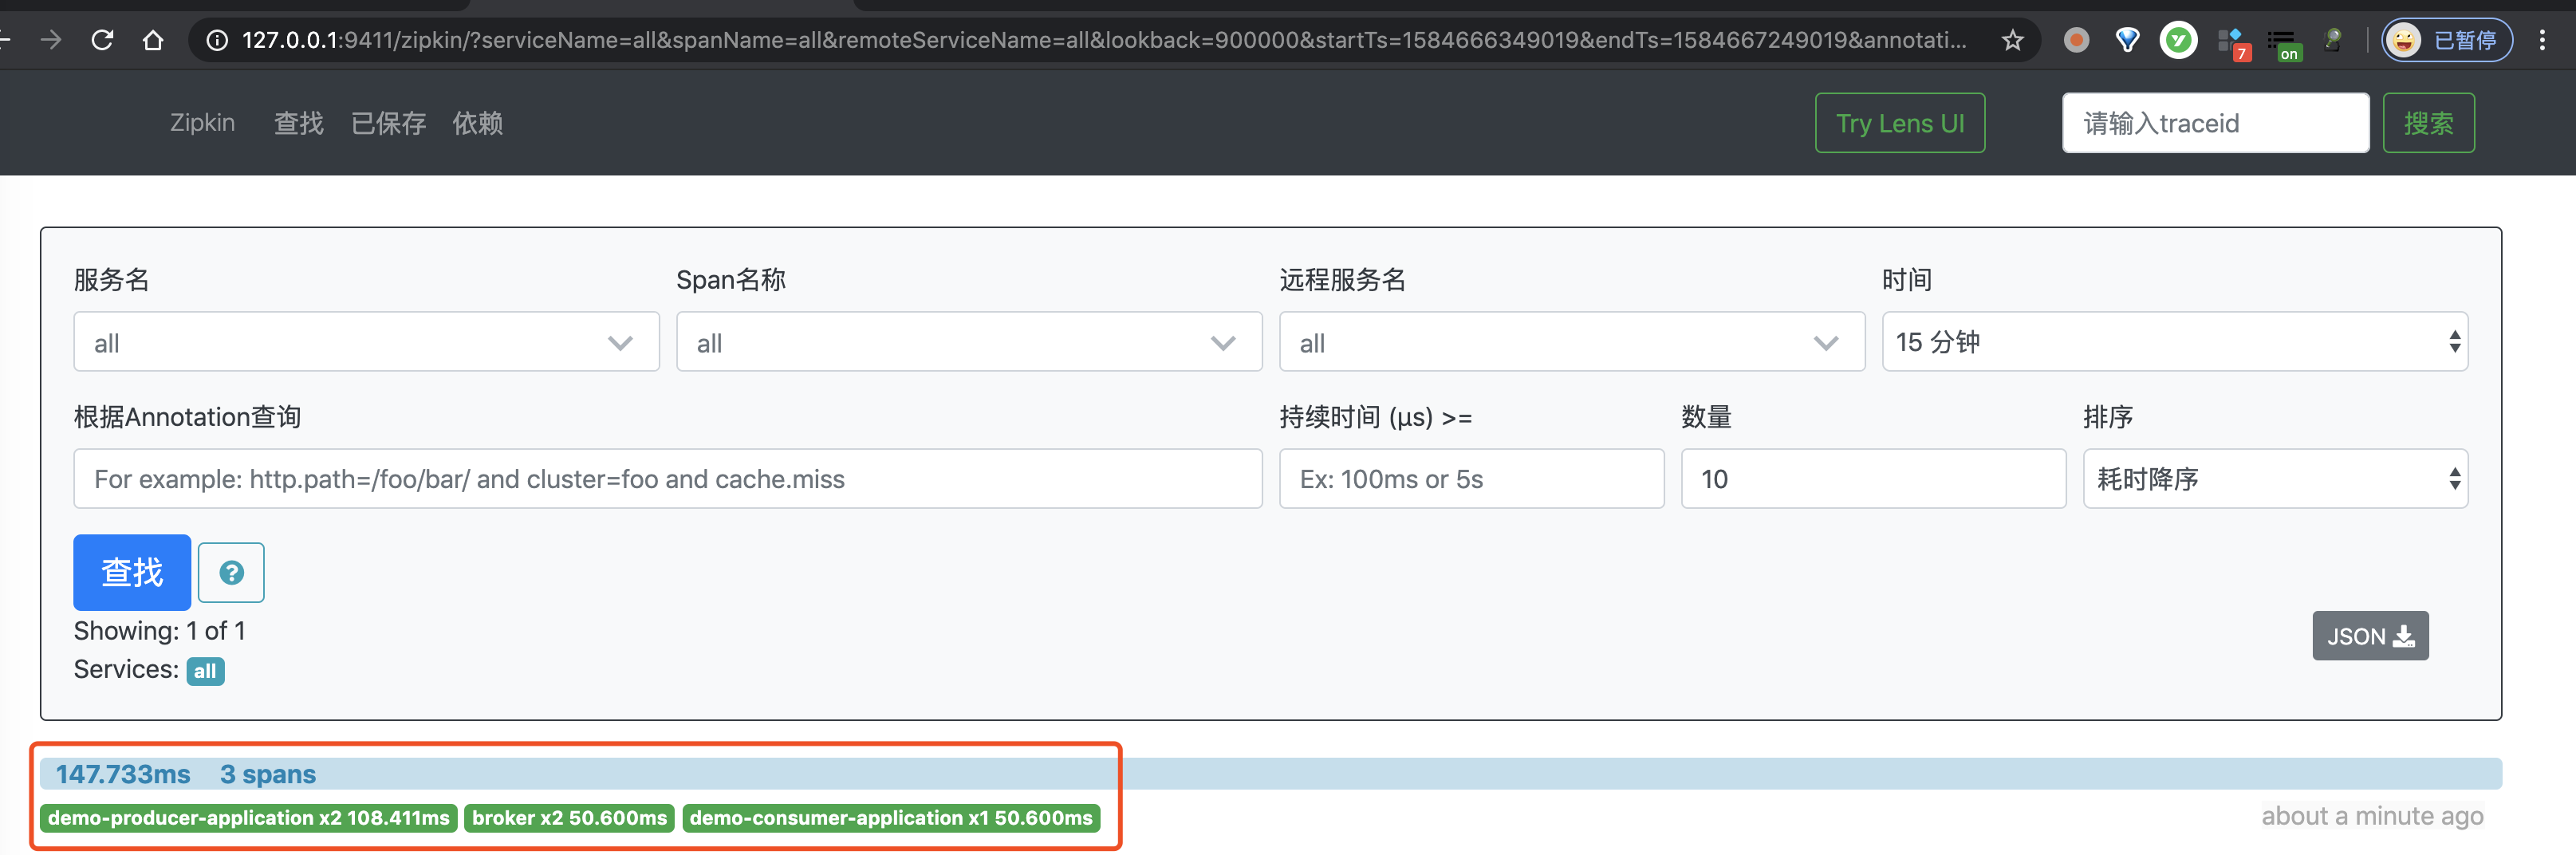 127.0.0.1:9411/zipkin/?serviceName=all&spanName=all&remoteServiceName=all&lookback=900000&startTs=1584666349019&endTs=1584667249019&annotati... 7 on 已暂停
Zipkin 查找 已保存 依赖 Try Lens UI 请输入traceid 搜索
服务名 Span名称 远程服务名 时间
all all all 15 分钟
根据Annotation查询 持续时间 (μs) >= 数量 排序
For example: http.path=/foo/bar/ and cluster=foo and cache.miss Ex: 100ms or 5s 10 耗时降序
查找 ?
Showing: 1 of 1
JSON
Services: all
147.733ms 3 spans
demo-producer-application x2 108.411ms broker x2 50.600ms demo-consumer-application x1 50.600ms about a minute ago